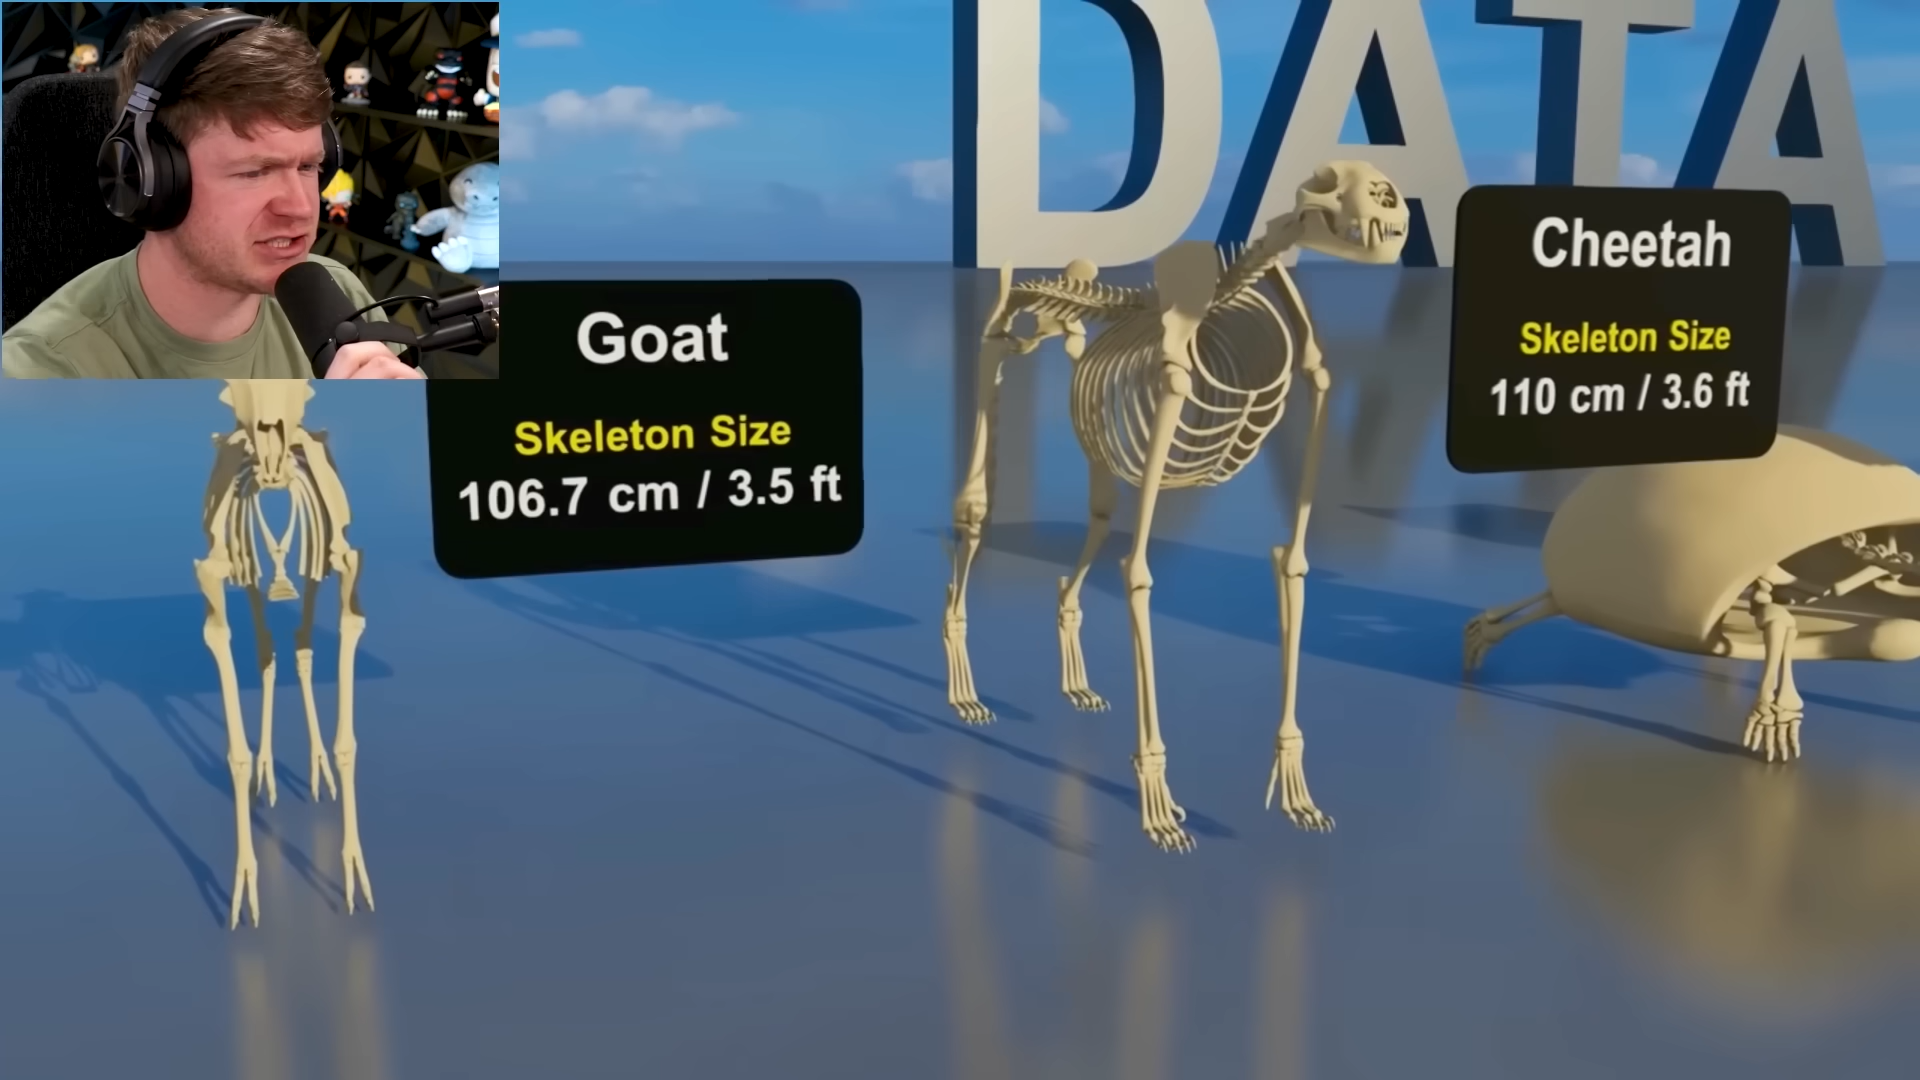 DATA
Goat
Skeleton Size
106.7 cm / 3.5 ft
Cheetah
Skeleton Size
110 cm / 3.6 ft